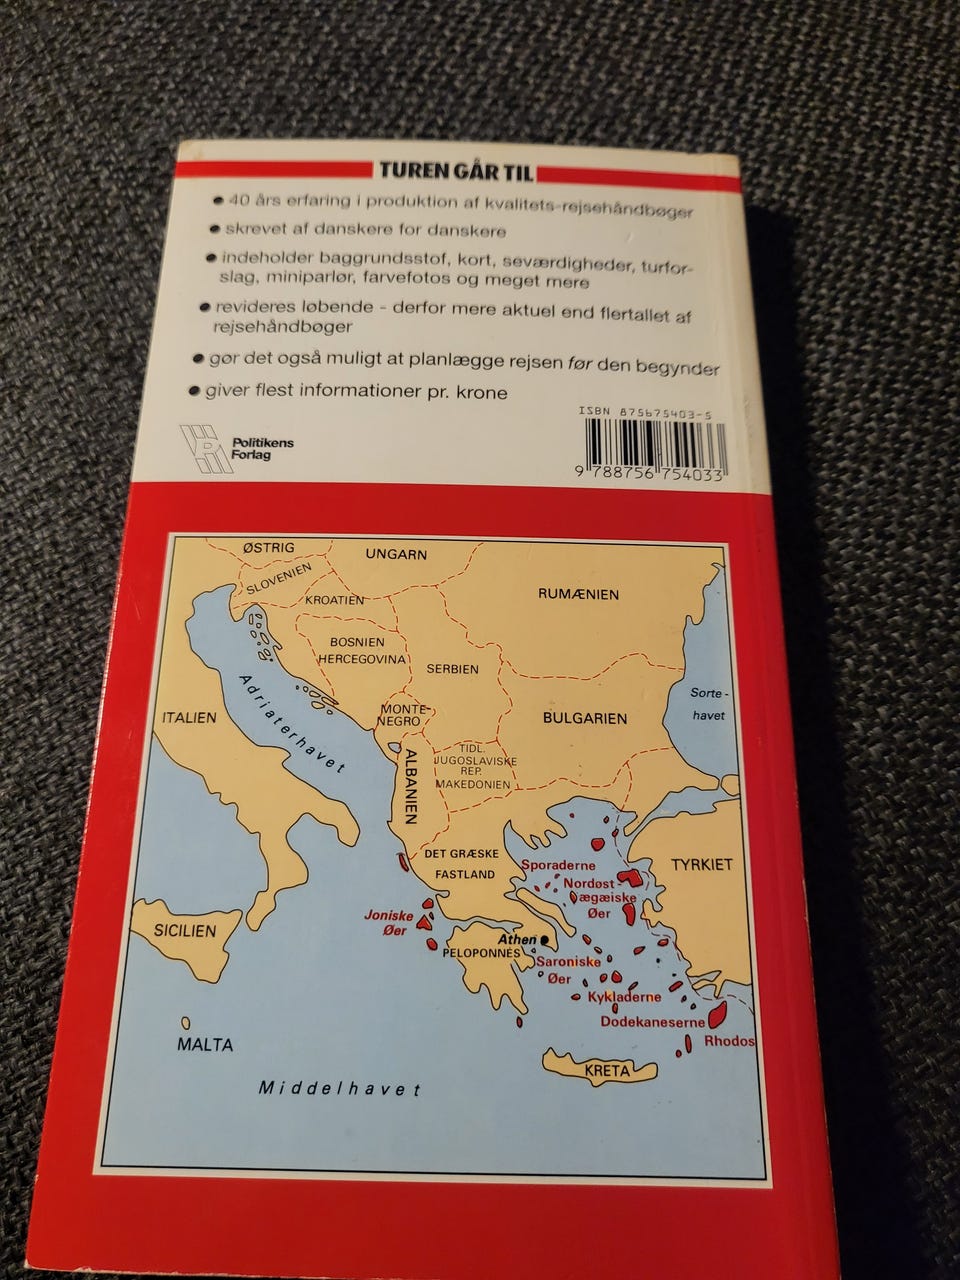 TUREN GÅR TIL
● 40 års erfaring i produktion af kvalitets-rejsehåndbøger
● skrevet af danskere for danskere
● indeholder baggrundsstof, kort, seværdigheder, turfor-
slag, miniparlør, farvefotos og meget mere
● revideres løbende - derfor mere aktuel end flertallet af
rejsehåndbøger
● gør det også muligt at planlægge rejsen før den begynder
● giver flest informationer pr. krone
ISBN 875675403-5
Politikens
Forlag
9 788756 754033
ØSTRIG
UNGARN
SLOVENIEN
KROATIEN
RUMÆNIEN
BOSNIEN
HERCEGOVINA
SERBIEN
Adriaterhavet
Sorte-
havet
ITALIEN
MONTE-
NEGRO
BULGARIEN
ALBANIEN
TIDL.
JUGOSLAVISKE
REP.
MAKEDONIEN
DET GRÆSKE
FASTLAND
Sporaderne
TYRKIET
Nordøst-
ægæiske
Øer
Joniske
Øer
SICILIEN
Athen
PELOPONNES
Saroniske
Øer
Kykladerne
Dodekaneserne
Rhodos
MALTA
KRETA
Middelhavet